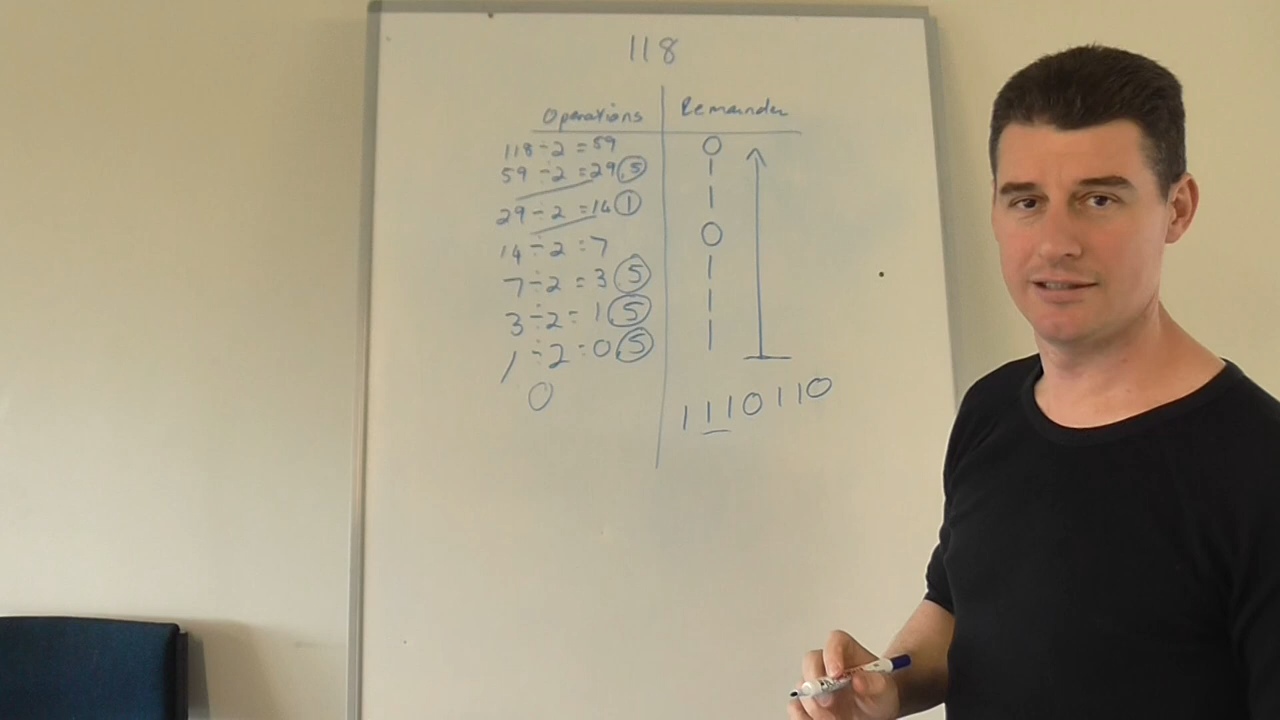 118
Operations Remainder
118 ÷ 2 = 59 0
59 ÷ 2 = 29 .5 1
29 ÷ 2 = 14 1 1
14 ÷ 2 = 7 0
7 ÷ 2 = 3 .5 1
3 ÷ 2 = 1 .5 1
1 ÷ 2 = 0 .5 1
0
1110110